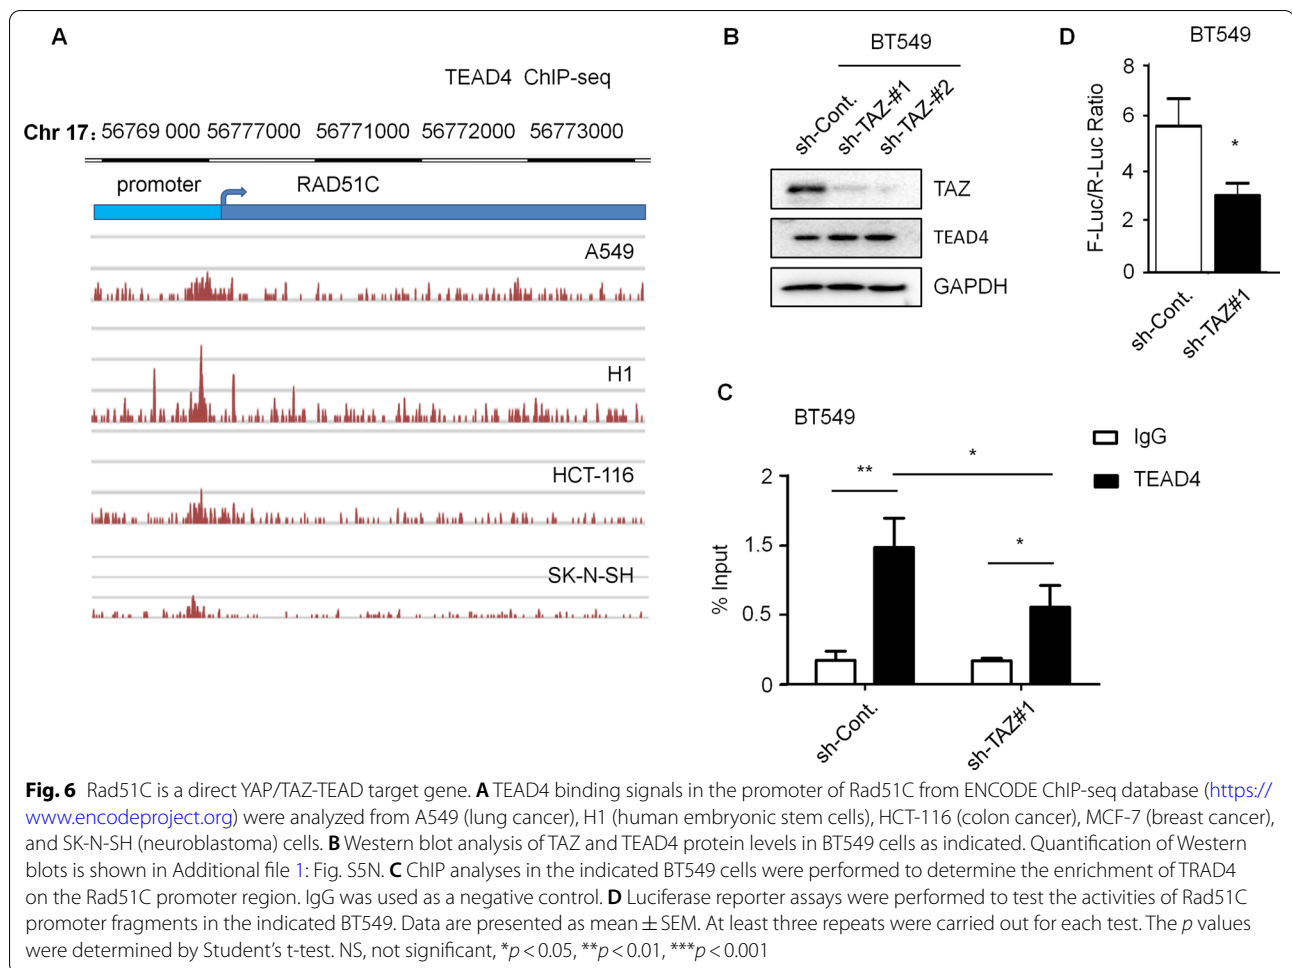 A
TEAD4 ChIP-seq
Chr 17: 56769 000 56777000 56771000 56772000 56773000
promoter RAD51C
A549
H1
HCT-116
SK-N-SH
B
BT549
sh-Cont.
sh-TAZ-#1
sh-TAZ-#2
TAZ
TEAD4
GAPDH
D
BT549
F-Luc/R-Luc Ratio
8
6
4
2
0
*
sh-Cont.
sh-TAZ#1
C
BT549
IgG
TEAD4
% Input
2
1.5
0.5
0
**
*
*
sh-Cont.
sh-TAZ#1
Fig. 6 Rad51C is a direct YAP/TAZ-TEAD target gene. A TEAD4 binding signals in the promoter of Rad51C from ENCODE ChIP-seq database (https://
www.encodeproject.org) were analyzed from A549 (lung cancer), H1 (human embryonic stem cells), HCT-116 (colon cancer), MCF-7 (breast cancer),
and SK-N-SH (neuroblastoma) cells. B Western blot analysis of TAZ and TEAD4 protein levels in BT549 cells as indicated. Quantification of Western
blots is shown in Additional file 1: Fig. S5N. C ChIP analyses in the indicated BT549 cells were performed to determine the enrichment of TRAD4
on the Rad51C promoter region. IgG was used as a negative control. D Luciferase reporter assays were performed to test the activities of Rad51C
promoter fragments in the indicated BT549. Data are presented as mean ± SEM. At least three repeats were carried out for each test. The p values
were determined by Student's t-test. NS, not significant, *p < 0.05, **p < 0.01, ***p < 0.001